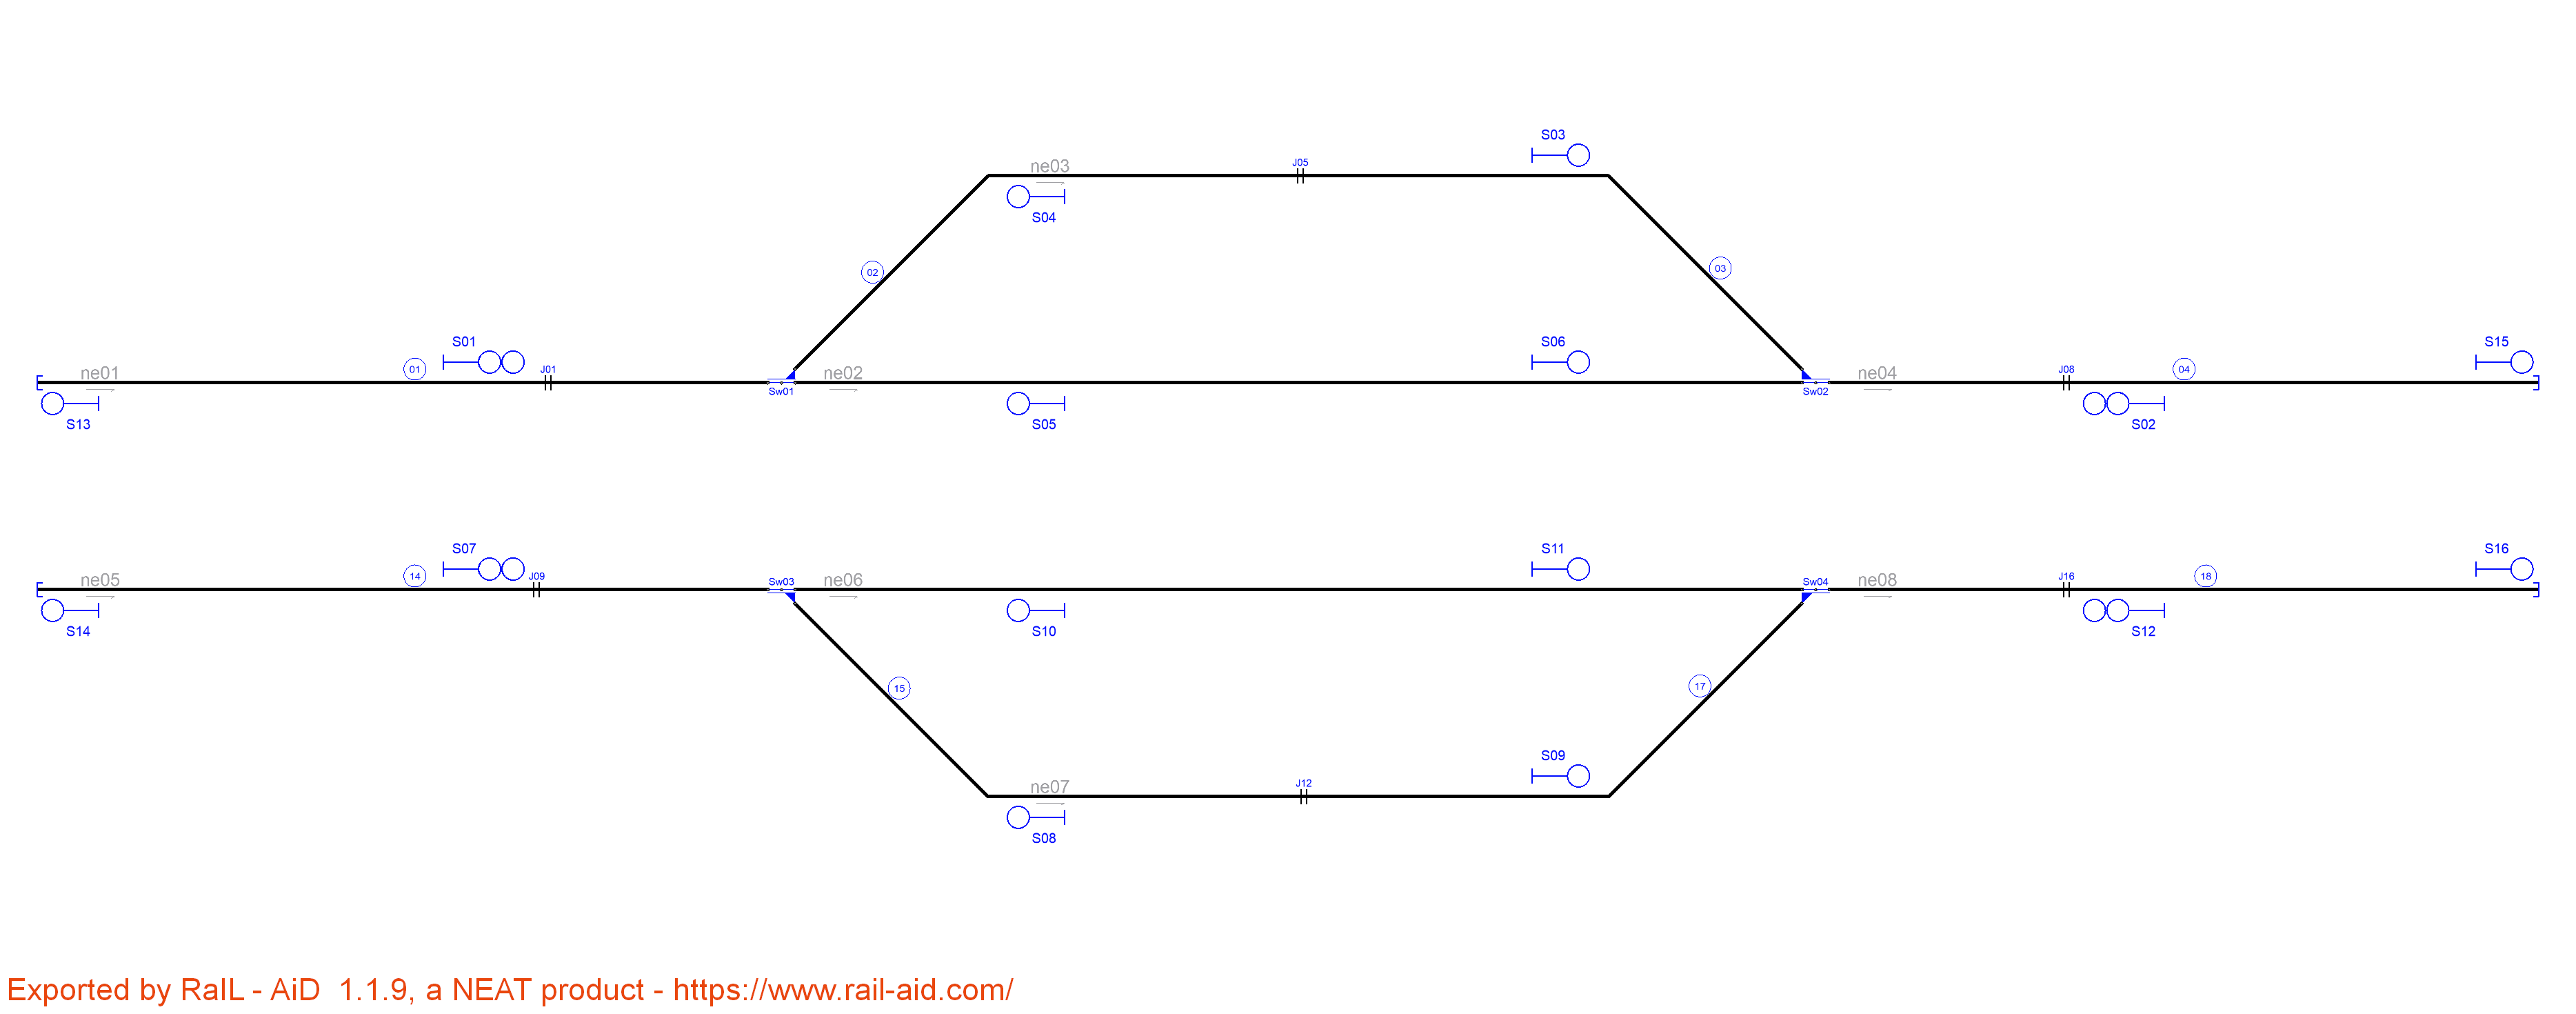 S03
J05
ne03
S04
02
03
S01
S06
S15
ne01
01
J01
Sw01
ne02
Sw02
ne04
J08
04
S13
S05
S02
S07
S11
S16
ne05
14
J09
Sw03
ne06
Sw04
ne08
J16
18
S14
S10
S12
15
17
S09
ne07
J12
S08
Exported by RaIL - AiD 1.1.9, a NEAT product - https://www.rail-aid.com/